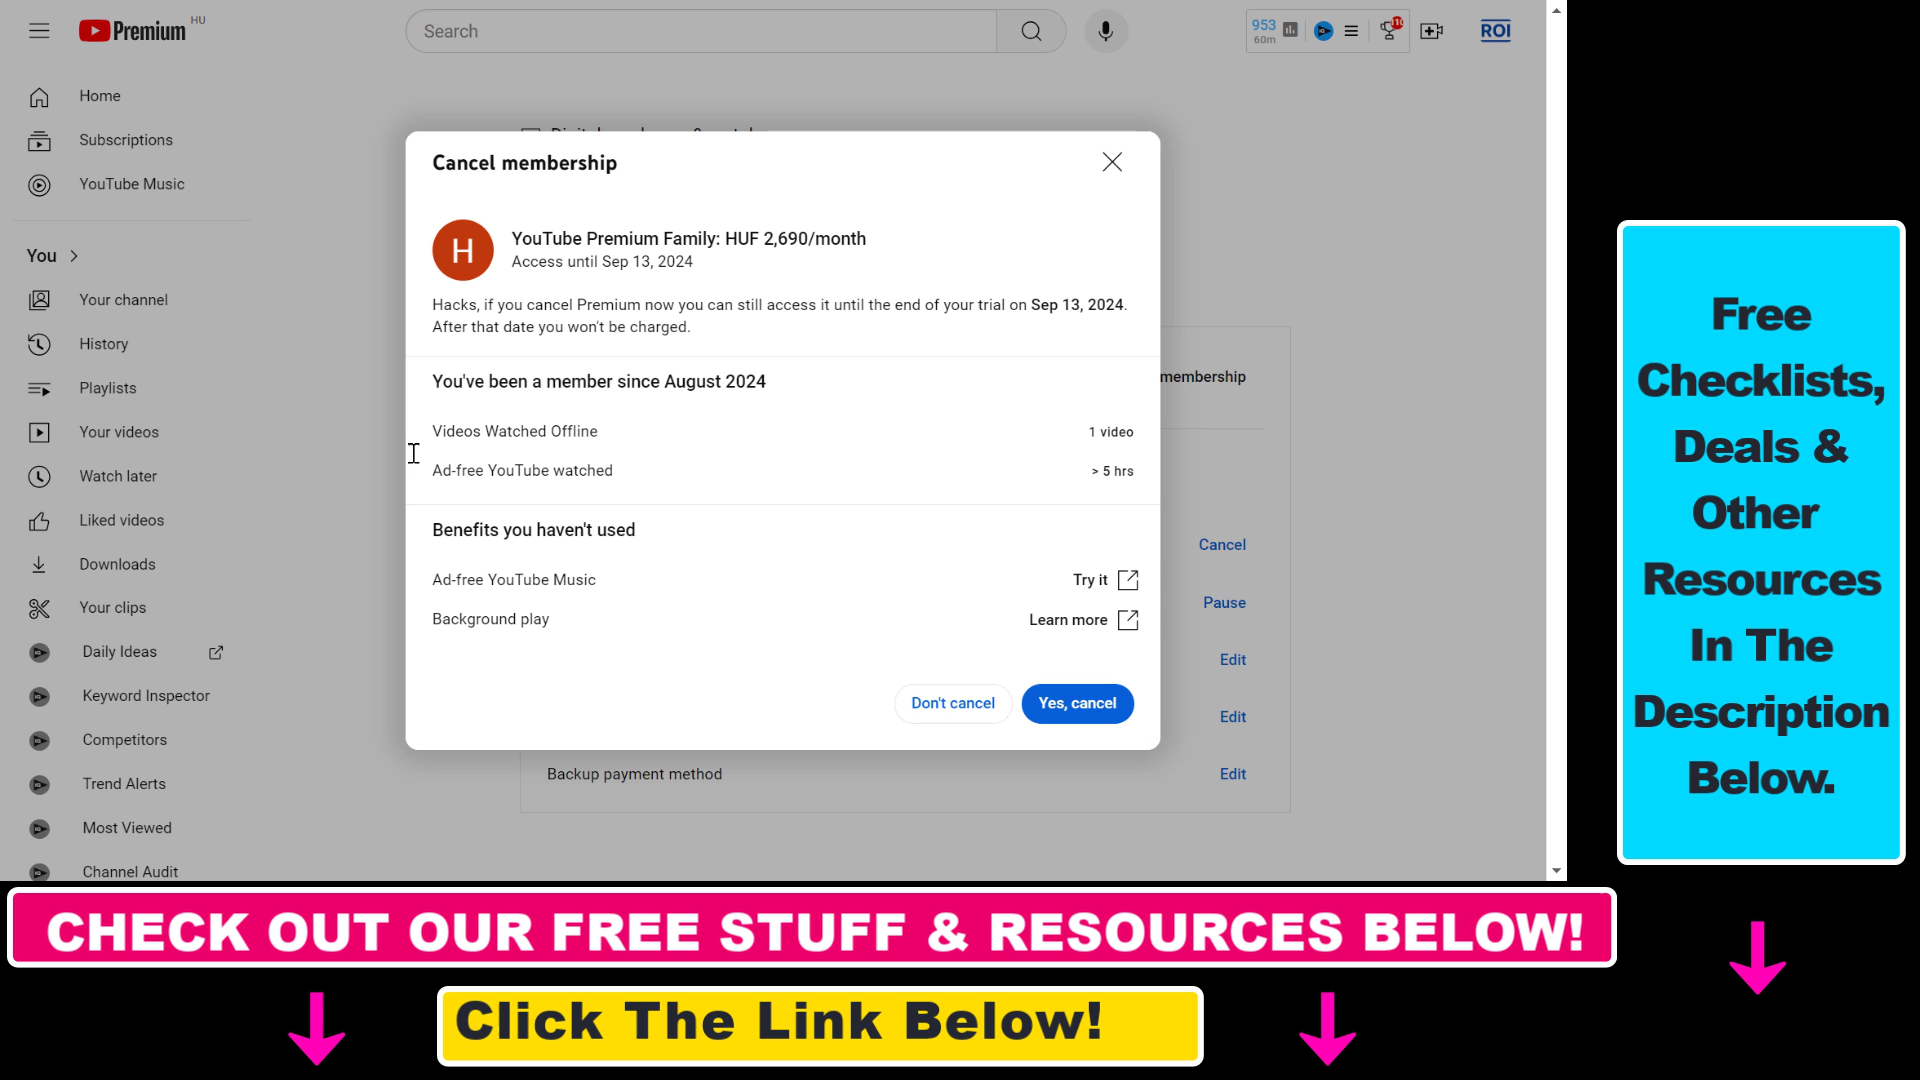 Premium HU
Search
953
60m
ROI
Home
Subscriptions
YouTube Music
You
Your channel
History
Playlists
Your videos
Watch later
Liked videos
Downloads
Your clips
Daily Ideas
Keyword Inspector
Competitors
Trend Alerts
Most Viewed
Channel Audit
Cancel membership
H
YouTube Premium Family: HUF 2,690/month
Access until Sep 13, 2024
Hacks, if you cancel Premium now you can still access it until the end of your trial on Sep 13, 2024.
After that date you won't be charged.
You've been a member since August 2024
Videos Watched Offline 1 video
Ad-free YouTube watched > 5 hrs
Benefits you haven't used
Ad-free YouTube Music Try it
Background play Learn more
Don't cancel Yes, cancel
membership
Cancel
Pause
Edit
Edit
Backup payment method Edit
Free
Checklists,
Deals &
Other
Resources
In The
Description
Below.
CHECK OUT OUR FREE STUFF & RESOURCES BELOW!
Click The Link Below!